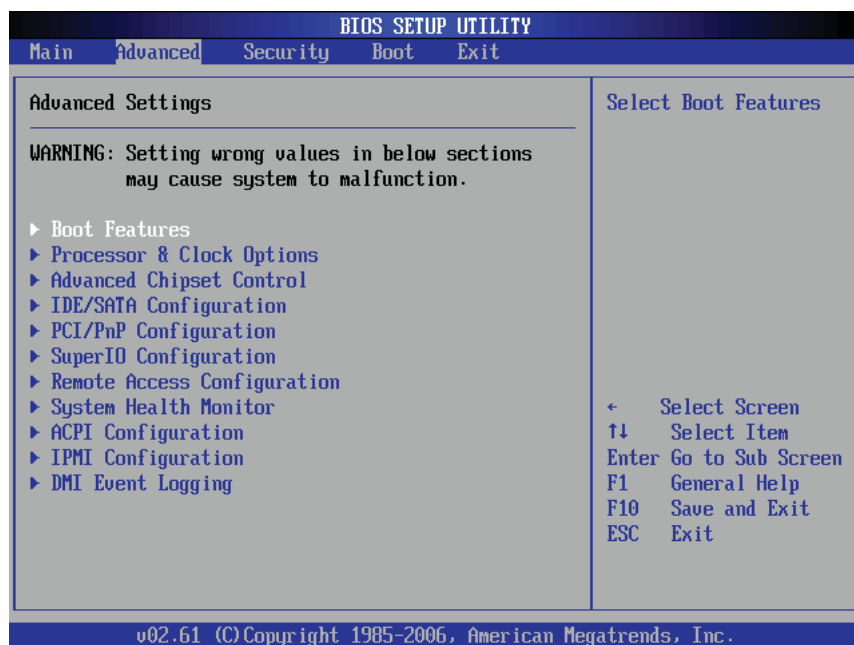 BIOS SETUP UTILITY
Main Advanced Security Boot Exit
Advanced Settings
WARNING: Setting wrong values in below sections
may cause system to malfunction.
▶ Boot Features
▶ Processor & Clock Options
▶ Advanced Chipset Control
▶ IDE/SATA Configuration
▶ PCI/PnP Configuration
▶ SuperIO Configuration
▶ Remote Access Configuration
▶ System Health Monitor
▶ ACPI Configuration
▶ IPMI Configuration
▶ DMI Event Logging
Select Boot Features
← Select Screen
↑↓ Select Item
Enter Go to Sub Screen
F1 General Help
F10 Save and Exit
ESC Exit
v02.61 (C)Copyright 1985-2006, American Megatrends, Inc.